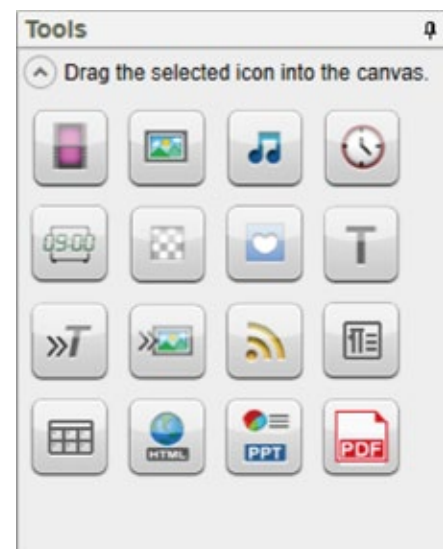 Tools
Drag the selected icon into the canvas.
09:00 T
T
HTML PPT PDF